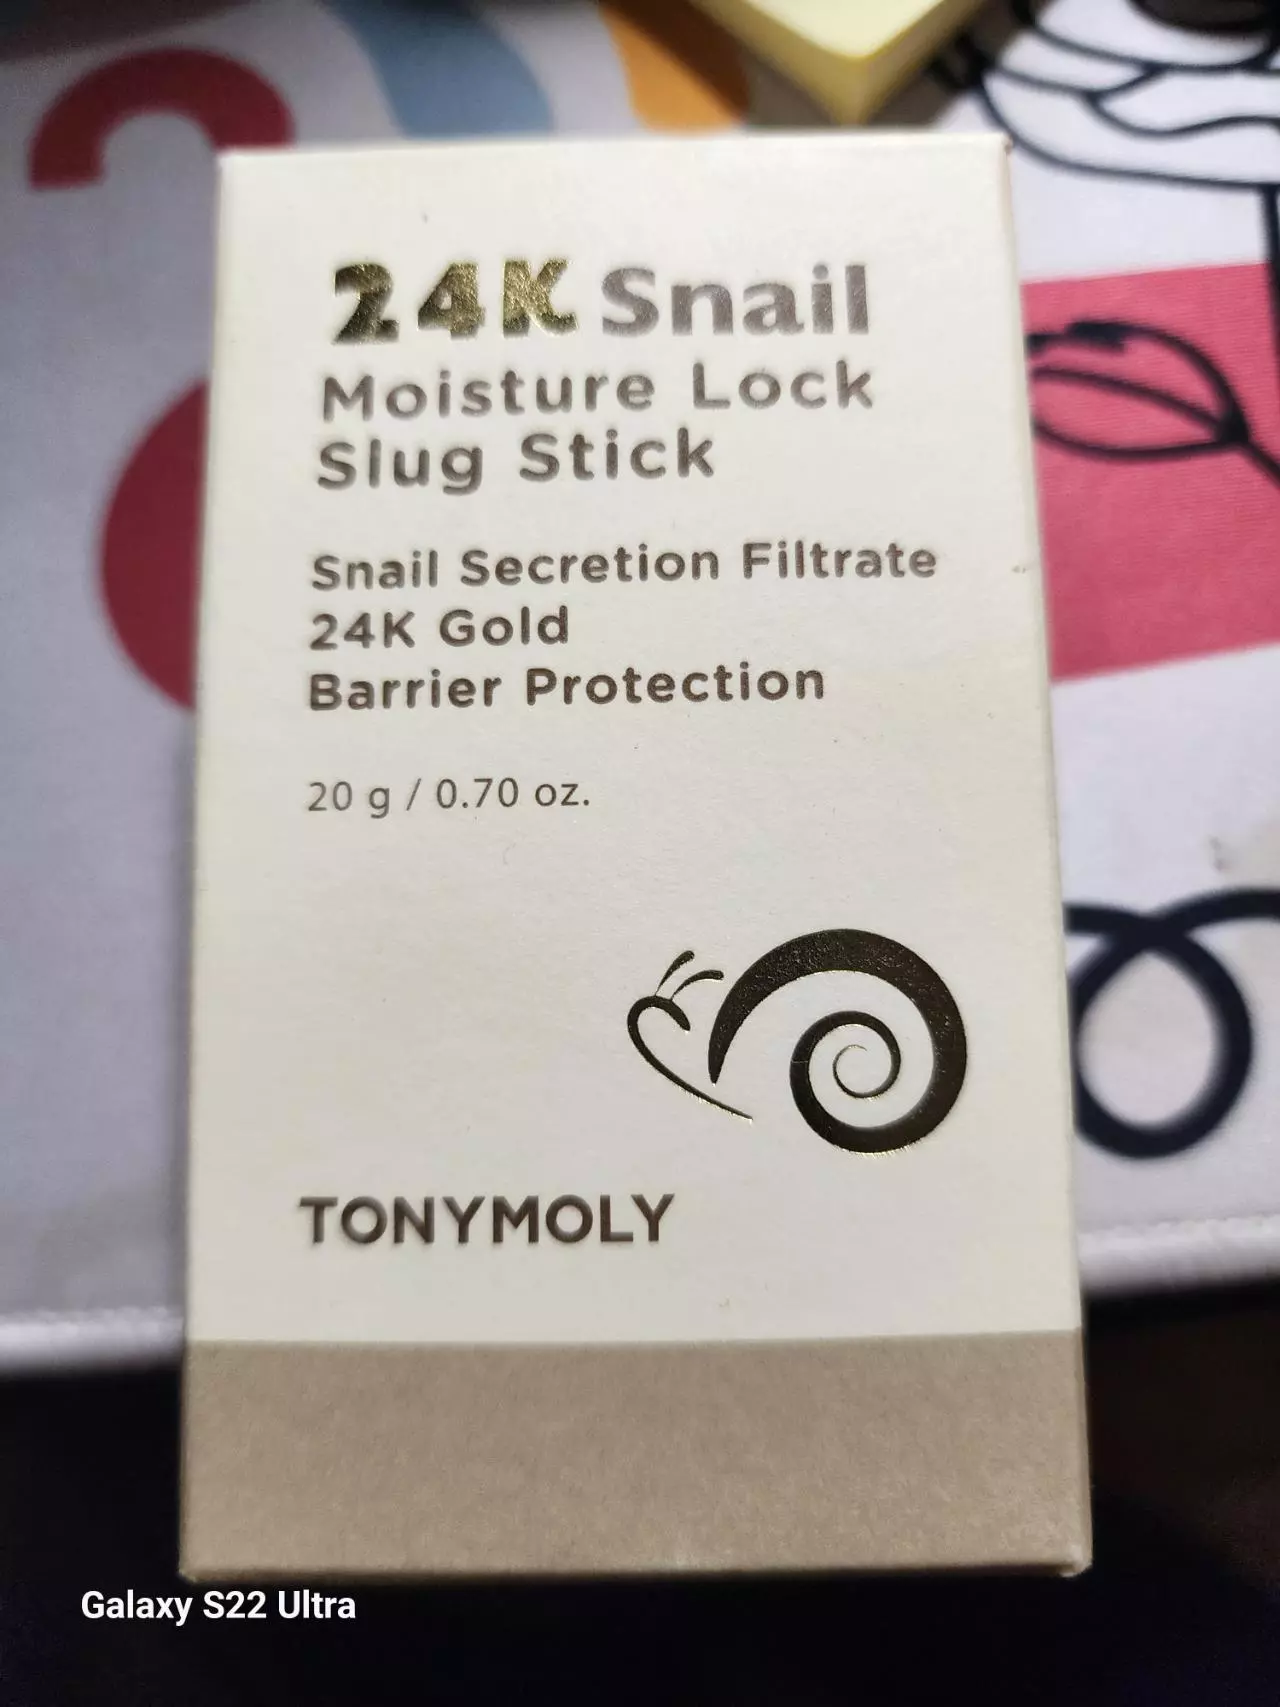 24K Snail
Moisture Lock
Slug Stick
Snail Secretion Filtrate
24K Gold
Barrier Protection
20 g / 0.70 oz.
TONYMOLY
Galaxy S22 Ultra